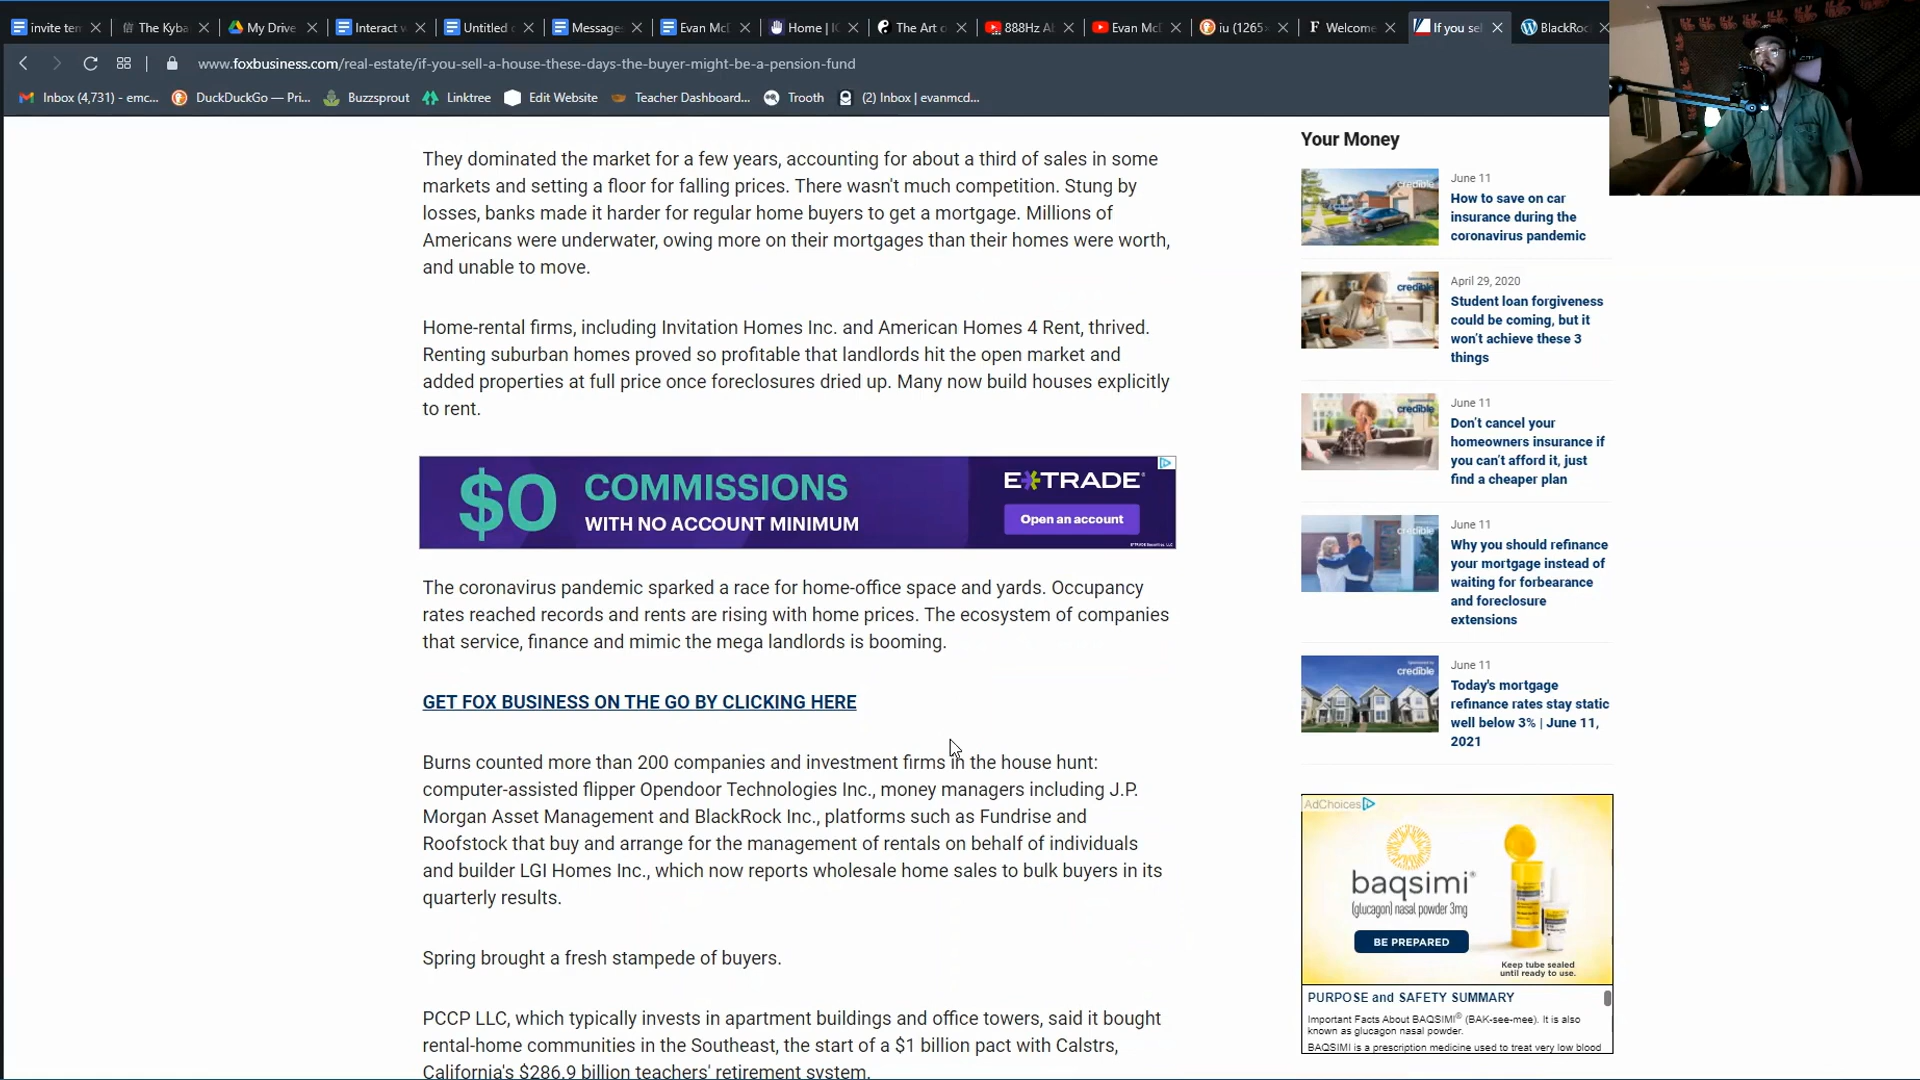 invite ten
The Kyba
My Drive
Interact w
Untitled
Message
Evan McD
Home |
The Art o
888Hz A
Evan McD
iu (1265×
Welcome
If you sel
BlackRoc
www.foxbusiness.com/real-estate/if-you-sell-a-house-these-days-the-buyer-might-be-a-pension-fund
Inbox (4,731) - emc...
DuckDuckGo — Pri...
Buzzsprout
Linktree
Edit Website
Teacher Dashboard...
Trooth
(2) Inbox | evanmcd...
They dominated the market for a few years, accounting for about a third of sales in some
markets and setting a floor for falling prices. There wasn't much competition. Stung by
losses, banks made it harder for regular home buyers to get a mortgage. Millions of
Americans were underwater, owing more on their mortgages than their homes were worth,
and unable to move.
Home-rental firms, including Invitation Homes Inc. and American Homes 4 Rent, thrived.
Renting suburban homes proved so profitable that landlords hit the open market and
added properties at full price once foreclosures dried up. Many now build houses explicitly
to rent.
$0
COMMISSIONS
WITH NO ACCOUNT MINIMUM
E*TRADE
Open an account
E*TRADE Securities, LLC
The coronavirus pandemic sparked a race for home-office space and yards. Occupancy
rates reached records and rents are rising with home prices. The ecosystem of companies
that service, finance and mimic the mega landlords is booming.
GET FOX BUSINESS ON THE GO BY CLICKING HERE
Burns counted more than 200 companies and investment firms in the house hunt:
computer-assisted flipper Opendoor Technologies Inc., money managers including J.P.
Morgan Asset Management and BlackRock Inc., platforms such as Fundrise and
Roofstock that buy and arrange for the management of rentals on behalf of individuals
and builder LGI Homes Inc., which now reports wholesale home sales to bulk buyers in its
quarterly results.
Spring brought a fresh stampede of buyers.
PCCP LLC, which typically invests in apartment buildings and office towers, said it bought
rental-home communities in the Southeast, the start of a $1 billion pact with Calstrs,
California's $286.9 billion teachers' retirement system.
Your Money
credible
June 11
How to save on car
insurance during the
coronavirus pandemic
credible
April 29, 2020
Student loan forgiveness
could be coming, but it
won't achieve these 3
things
credible
June 11
Don't cancel your
homeowners insurance if
you can't afford it, just
find a cheaper plan
credible
June 11
Why you should refinance
your mortgage instead of
waiting for forbearance
and foreclosure
extensions
credible
June 11
Today's mortgage
refinance rates stay static
well below 3% | June 11,
2021
AdChoices
baqsimi®
(glucagon) nasal powder 3mg
BE PREPARED
Keep tube sealed
until ready to use.
PURPOSE and SAFETY SUMMARY
Important Facts About BAQSIMI® (BAK-see-mee). It is also
known as glucagon nasal powder.
BAQSIMI is a prescription medicine used to treat very low blood